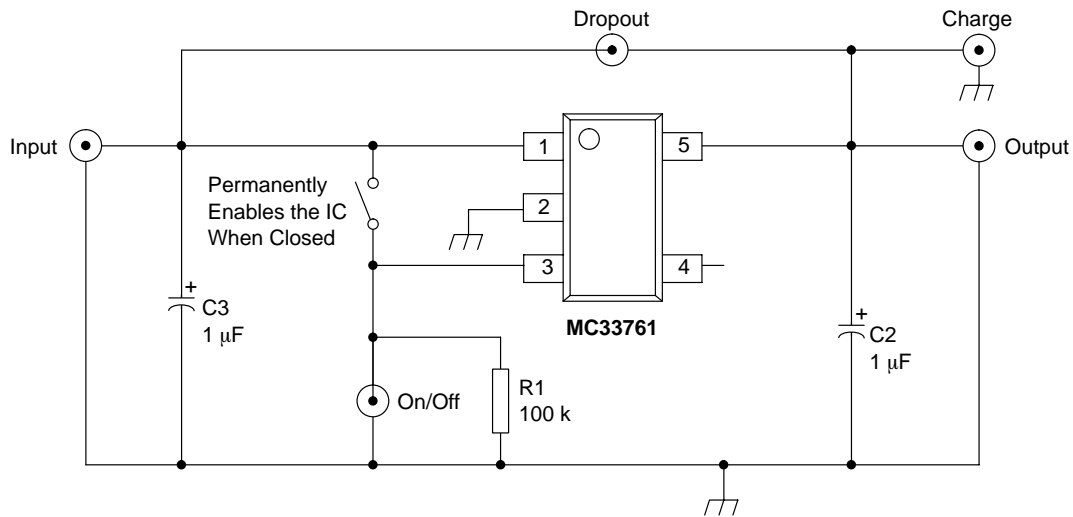 Dropout
Charge
Input
Output
Permanently
Enables the IC
When Closed
1
2
3
5
4
MC33761
+
C3
1 μF
+
C2
1 μF
On/Off
R1
100 k